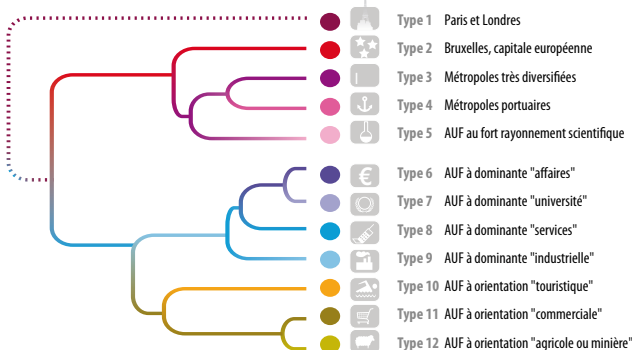 Type 1 Paris et Londres
Type 2 Bruxelles, capitale européenne
Type 3 Métropoles très diversifiées
Type 4 Métropoles portuaires
Type 5 AUF au fort rayonnement scientifique
Type 6 AUF à dominante "affaires"
Type 7 AUF à dominante "université"
Type 8 AUF à dominante "services"
Type 9 AUF à dominante "industrielle"
Type 10 AUF à orientation "touristique"
Type 11 AUF à orientation "commerciale"
Type 12 AUF à orientation "agricole ou minière"